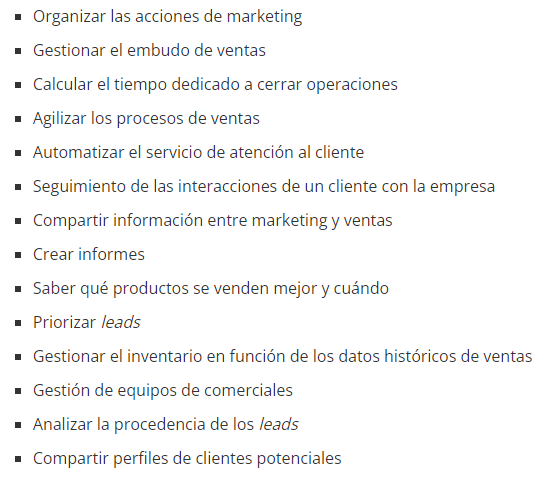 Organizar las acciones de marketing
Gestionar el embudo de ventas
Calcular el tiempo dedicado a cerrar operaciones
Agilizar los procesos de ventas
Automatizar el servicio de atención al cliente
Seguimiento de las interacciones de un cliente con la empresa
Compartir información entre marketing y ventas
Crear informes
Saber qué productos se venden mejor y cuándo
Priorizar leads
Gestionar el inventario en función de los datos históricos de ventas
Gestión de equipos de comerciales
Analizar la procedencia de los leads
Compartir perfiles de clientes potenciales